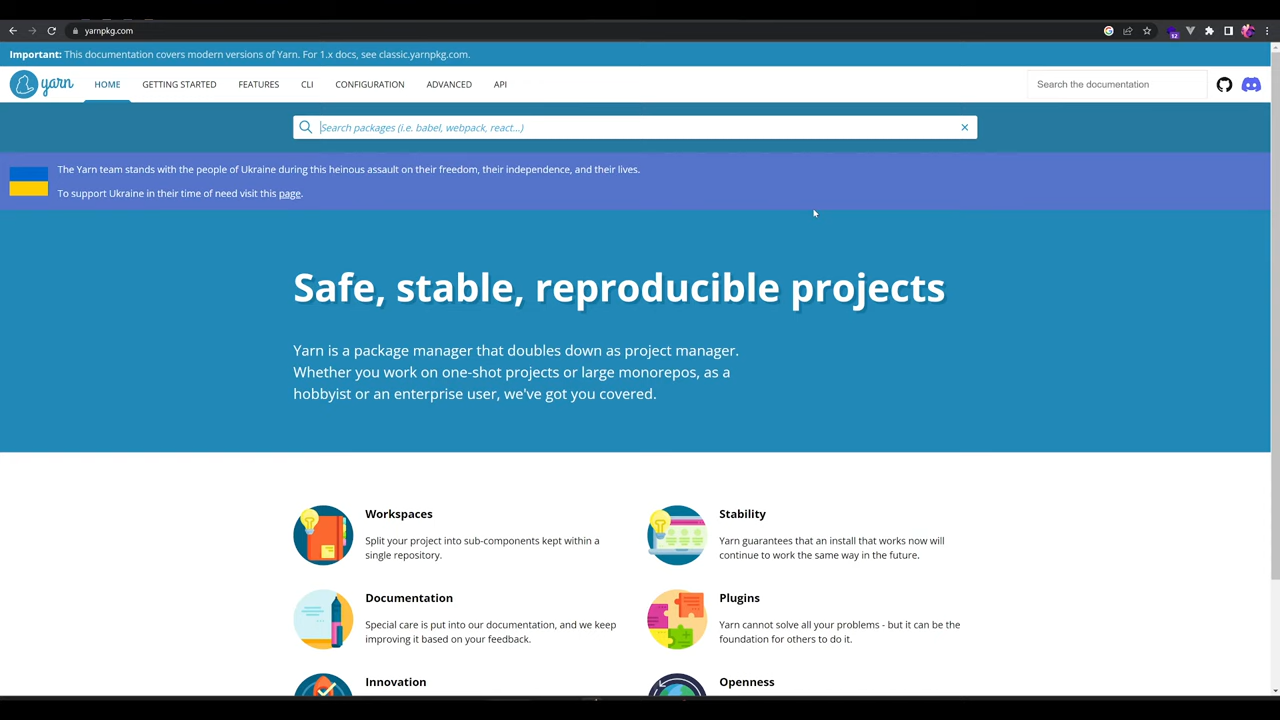 yarnpkg.com
12
Important: This documentation covers modern versions of Yarn. For 1.x docs, see classic.yarnpkg.com.
yarn HOME GETTING STARTED FEATURES CLI CONFIGURATION ADVANCED API Search the documentation
Search packages (i.e. babel, webpack, react...)
The Yarn team stands with the people of Ukraine during this heinous assault on their freedom, their independence, and their lives.
To support Ukraine in their time of need visit this page.
Safe, stable, reproducible projects
Yarn is a package manager that doubles down as project manager.
Whether you work on one-shot projects or large monorepos, as a
hobbyist or an enterprise user, we've got you covered.
Workspaces
Split your project into sub-components kept within a
single repository.
Stability
Yarn guarantees that an install that works now will
continue to work the same way in the future.
Documentation
Special care is put into our documentation, and we keep
improving it based on your feedback.
Plugins
Yarn cannot solve all your problems - but it can be the
foundation for others to do it.
Innovation
Openness